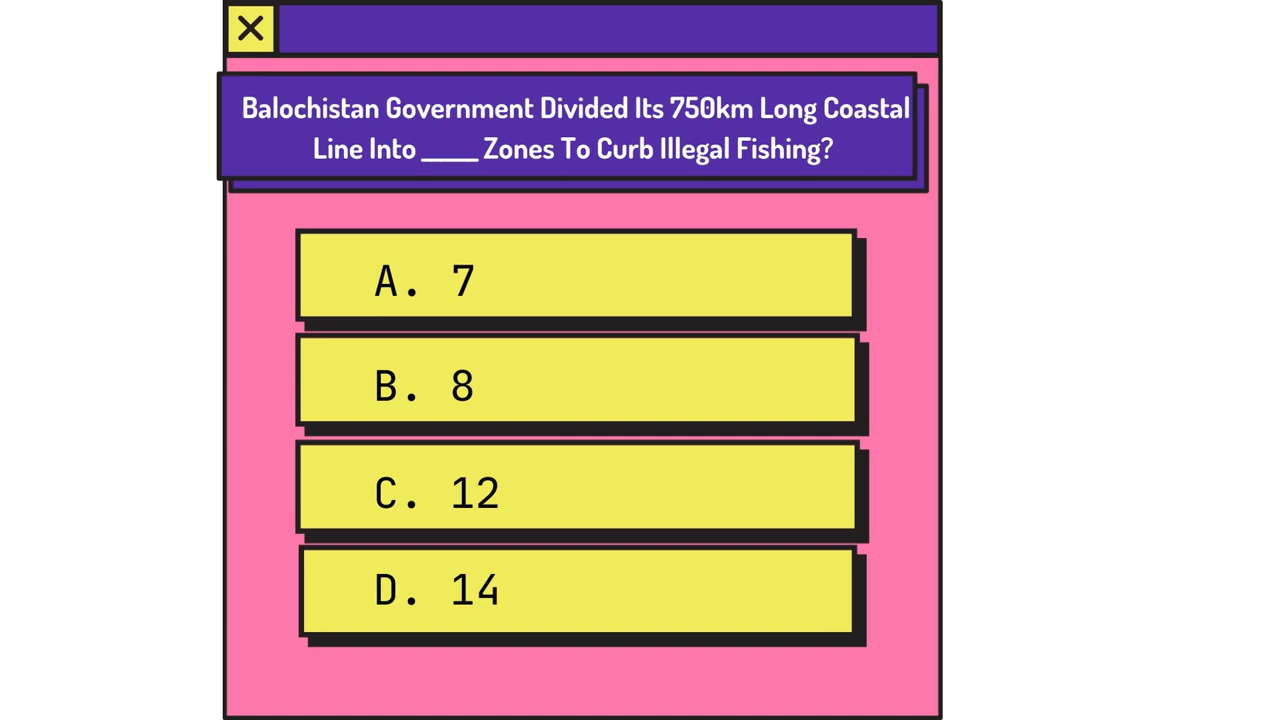 Balochistan Government Divided Its 750km Long Coastal
Line Into _____ Zones To Curb Illegal Fishing?
A. 7
B. 8
C. 12
D. 14